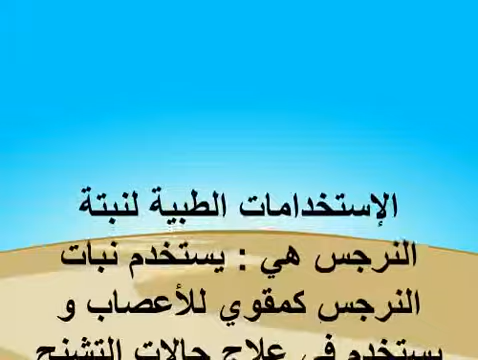 الإستخدامات الطبية لنبتة
النرجس هي : يستخدم نبات
النرجس كمقوي للأعصاب و
يستخدم في علاج حالات التشنج